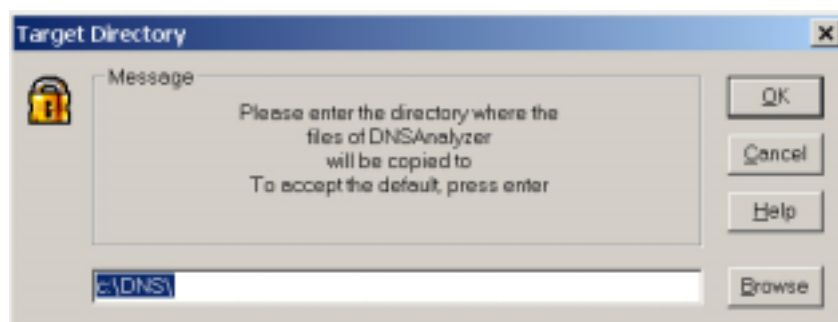 Target Directory
Message
Please enter the directory where the
files of DNSAnalyzer
will be copied to
To accept the default, press enter
OK
Cancel
Help
c:\DNS\
Browse